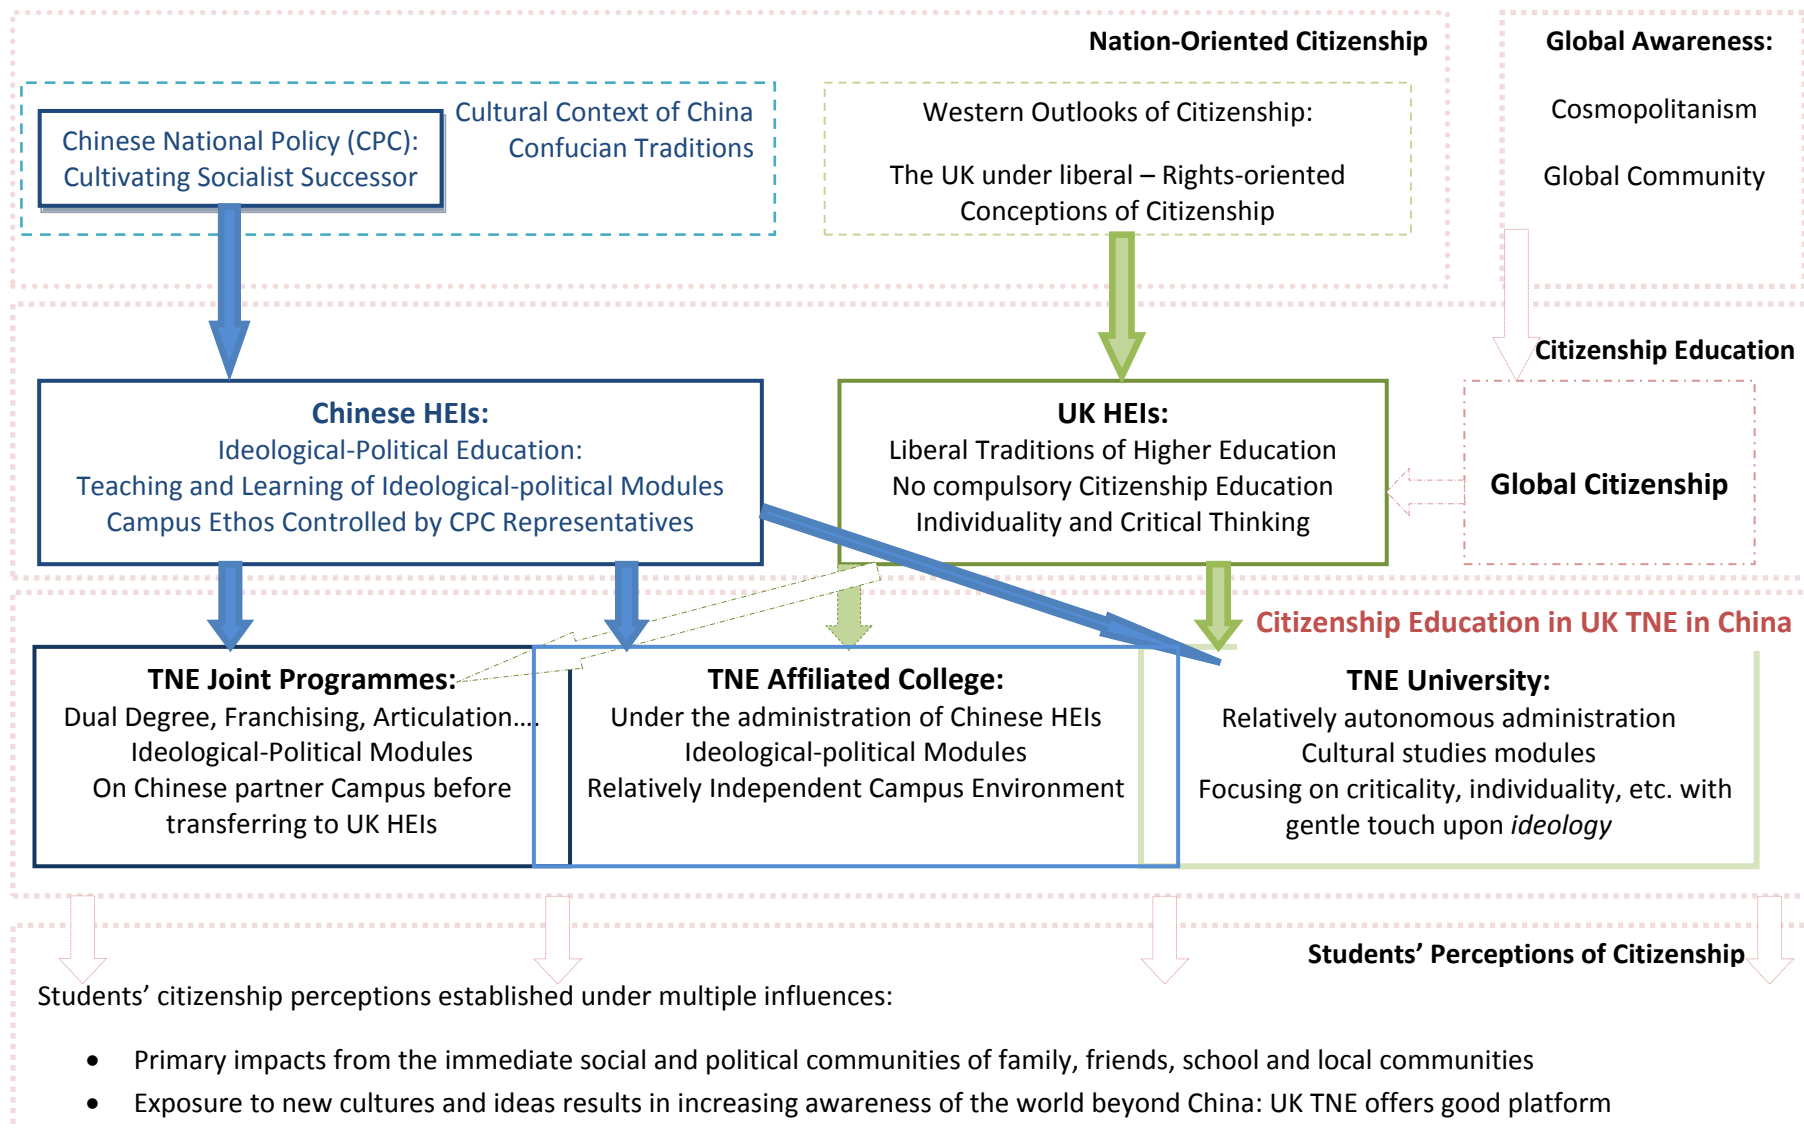 Nation-Oriented Citizenship
Global Awareness:
Cosmopolitanism
Global Community
Cultural Context of China
Confucian Traditions
Chinese National Policy (CPC):
Cultivating Socialist Successor
Western Outlooks of Citizenship:
The UK under liberal – Rights-oriented
Conceptions of Citizenship
Citizenship Education
Chinese HEIs:
Ideological-Political Education:
Teaching and Learning of Ideological-political Modules
Campus Ethos Controlled by CPC Representatives
UK HEIs:
Liberal Traditions of Higher Education
No compulsory Citizenship Education
Individuality and Critical Thinking
Global Citizenship
Citizenship Education in UK TNE in China
TNE Joint Programmes:
Dual Degree, Franchising, Articulation….
Ideological-Political Modules
On Chinese partner Campus before
transferring to UK HEIs
TNE Affiliated College:
Under the administration of Chinese HEIs
Ideological-political Modules
Relatively Independent Campus Environment
TNE University:
Relatively autonomous administration
Cultural studies modules
Focusing on criticality, individuality, etc. with
gentle touch upon ideology
Students’ Perceptions of Citizenship
Students’ citizenship perceptions established under multiple influences:
• Primary impacts from the immediate social and political communities of family, friends, school and local communities
• Exposure to new cultures and ideas results in increasing awareness of the world beyond China: UK TNE offers good platform